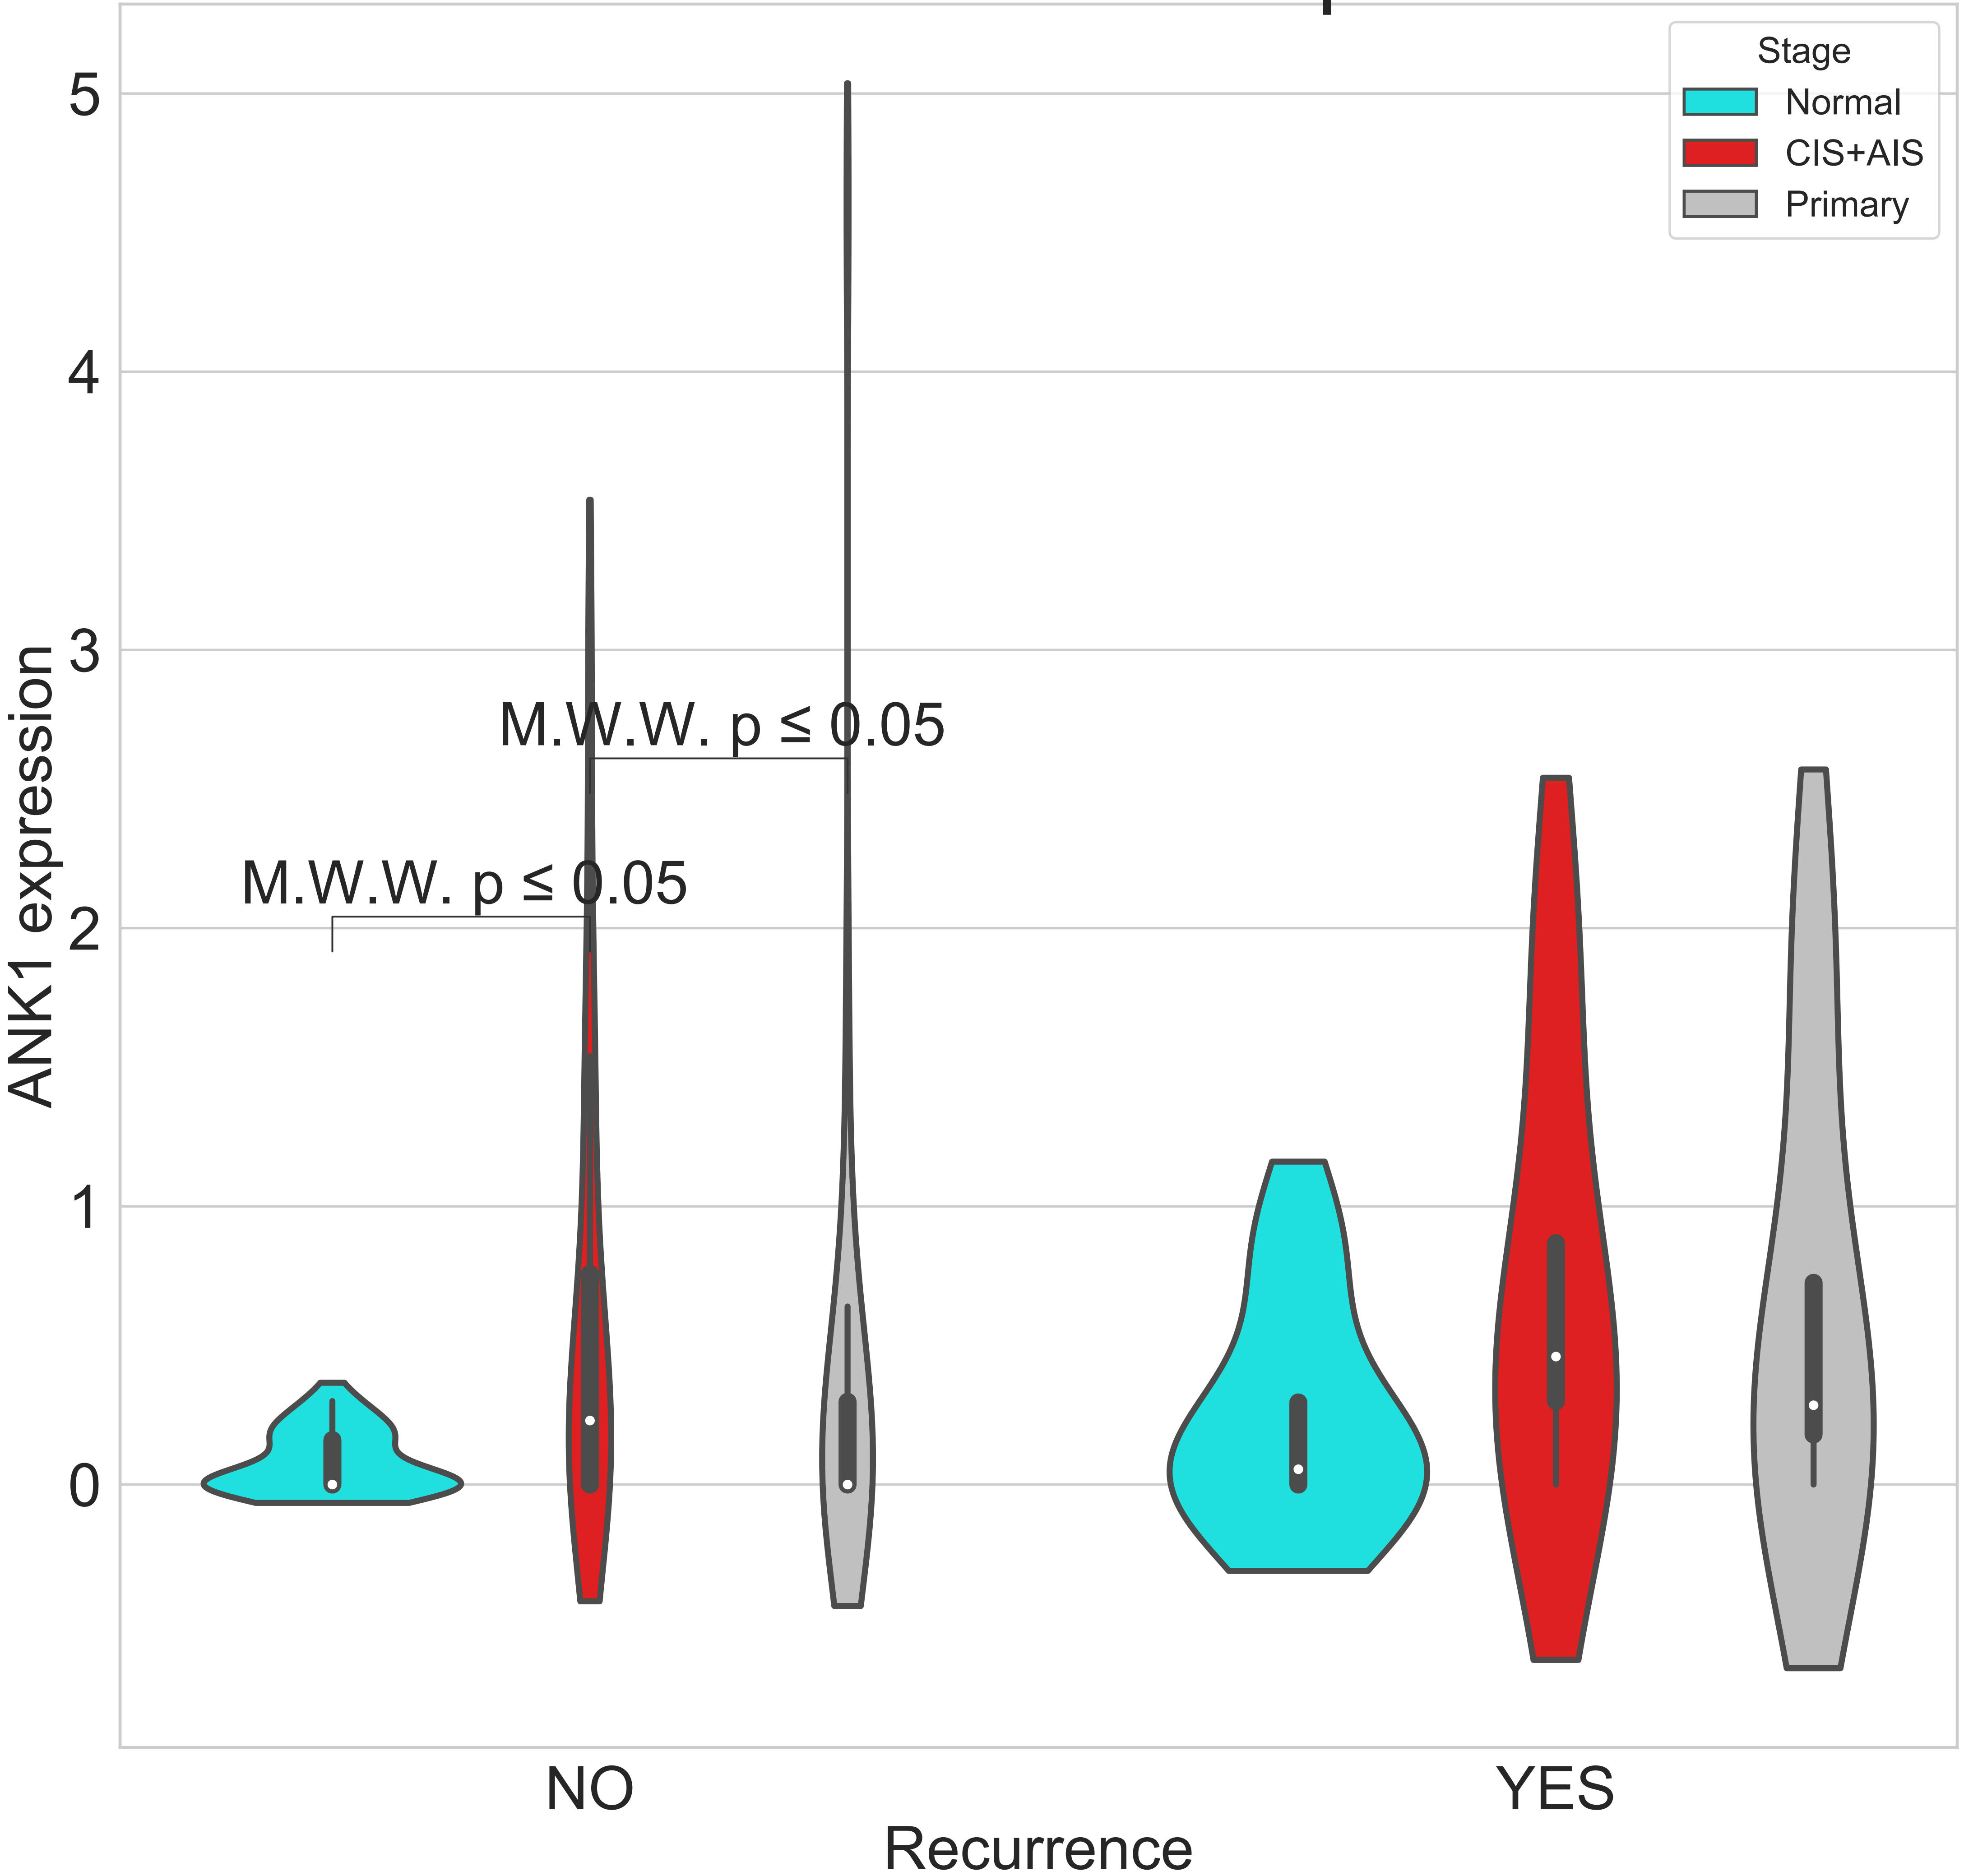 Stage
Normal
CIS+AIS
Primary
5
4
3
2
1
0
ANK1 expression
M.W.W. p ≤ 0.05
M.W.W. p ≤ 0.05
NO
YES
Recurrence